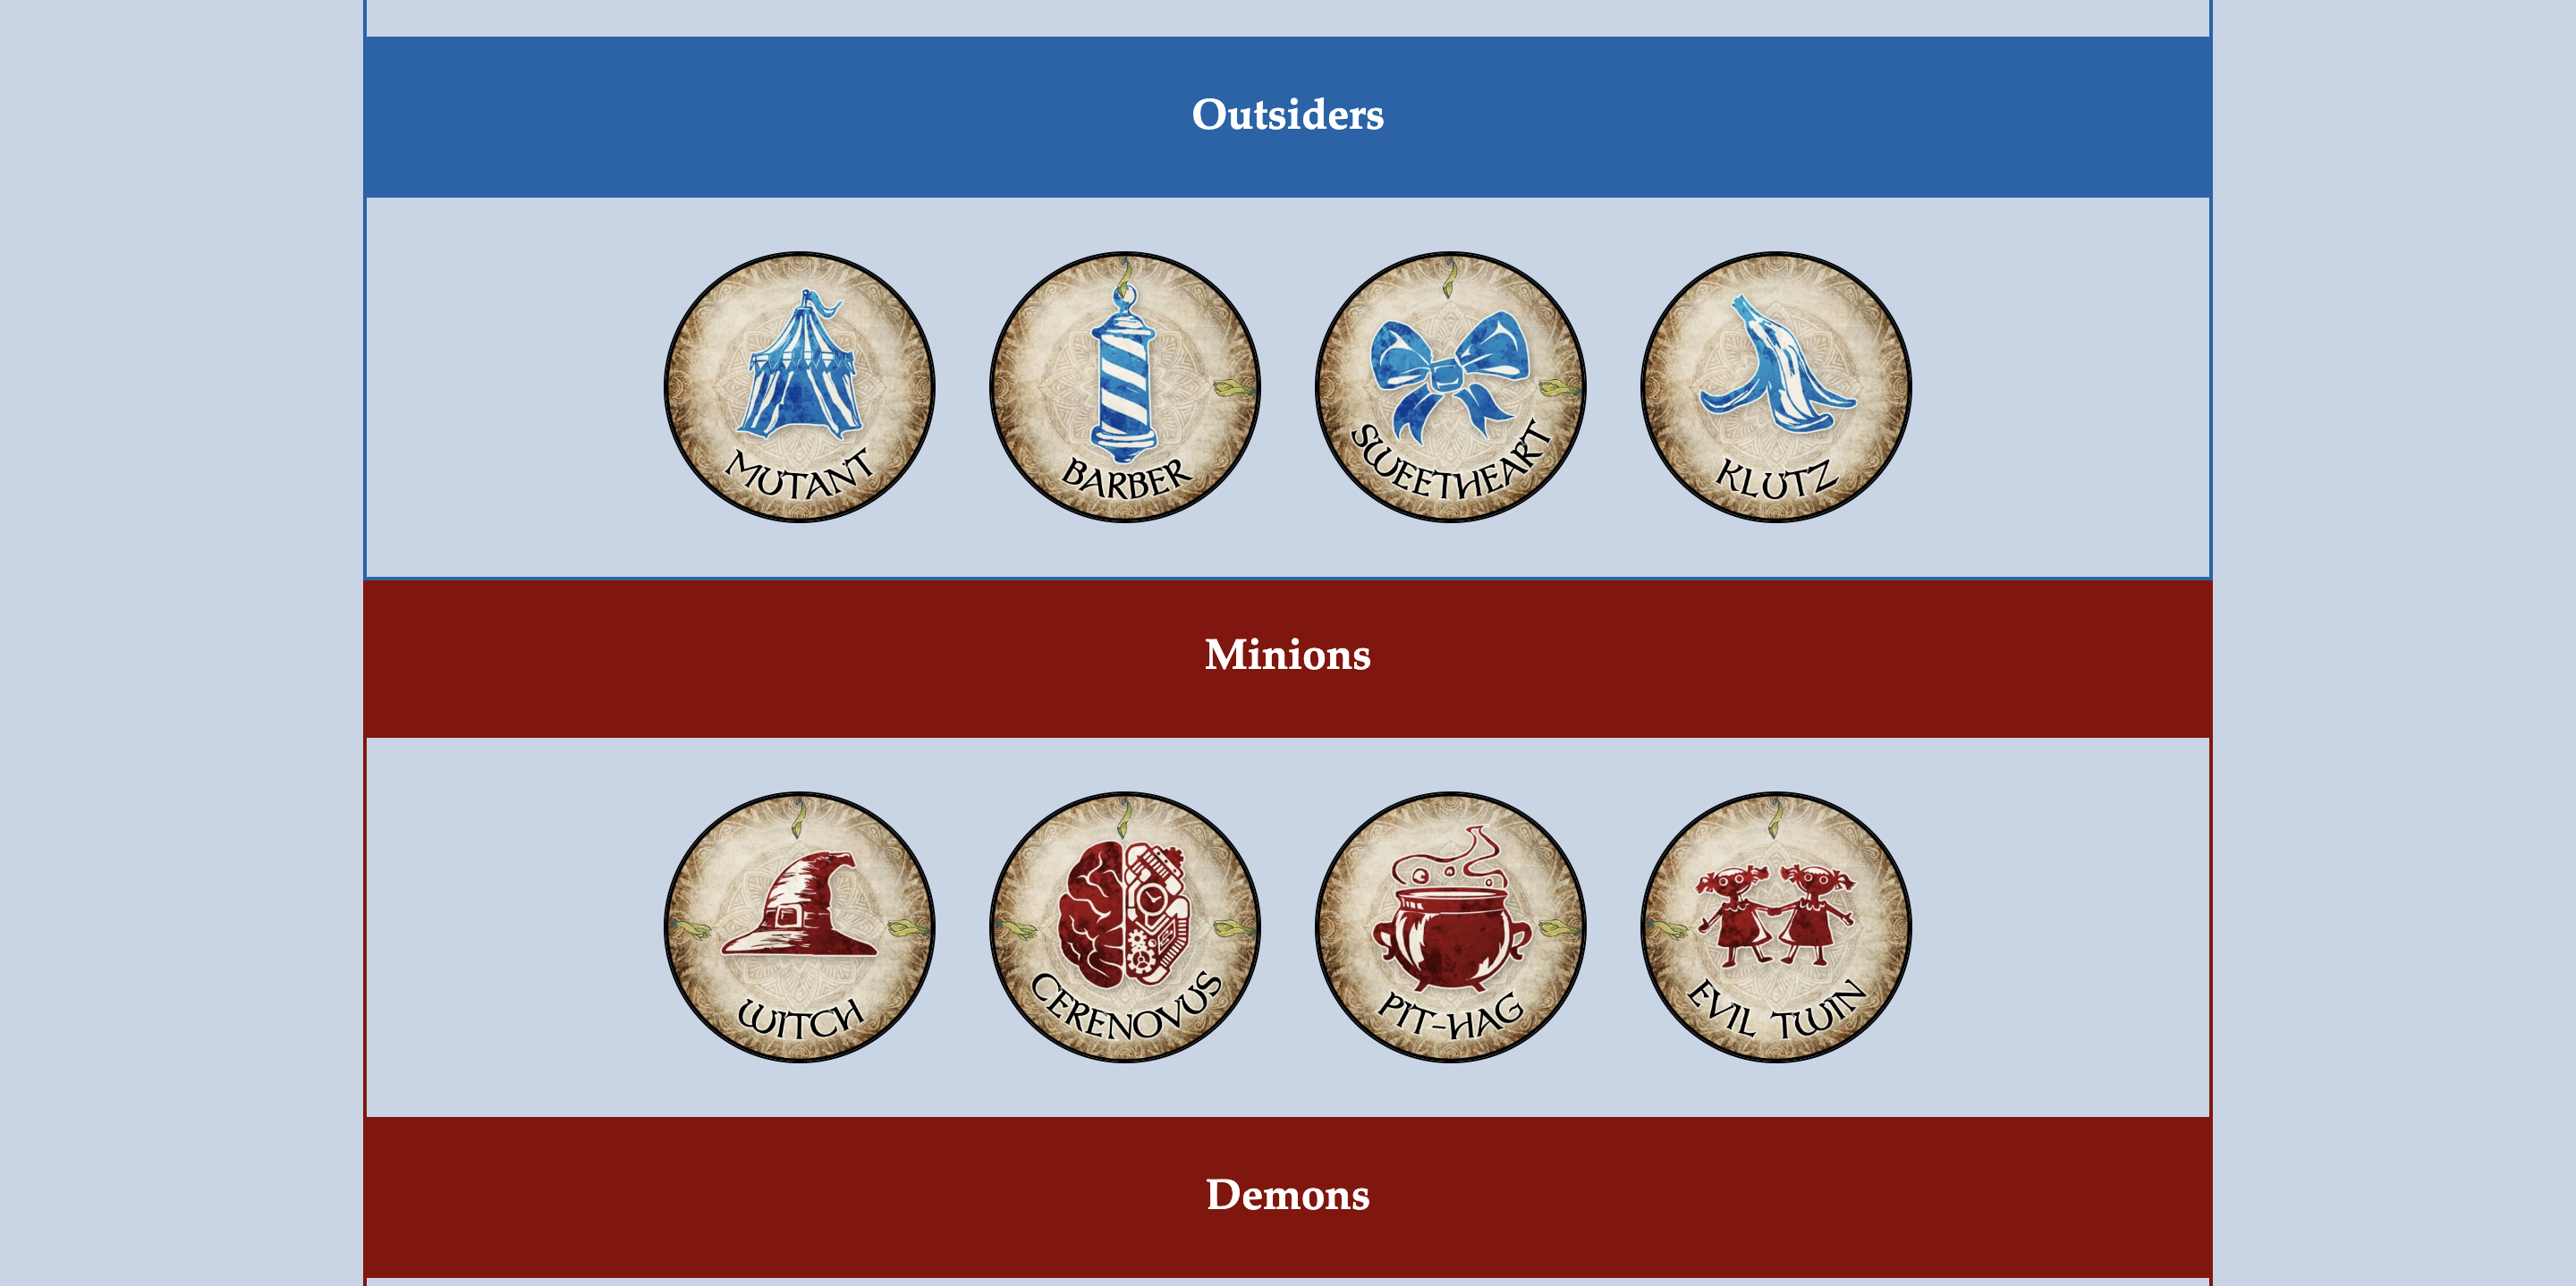 Outsiders
MUTANT
BARBER
SWEETHEART
KLUTZ
Minions
WITCH
CERENOVUS
PIT-HAG
EVIL TWIN
Demons